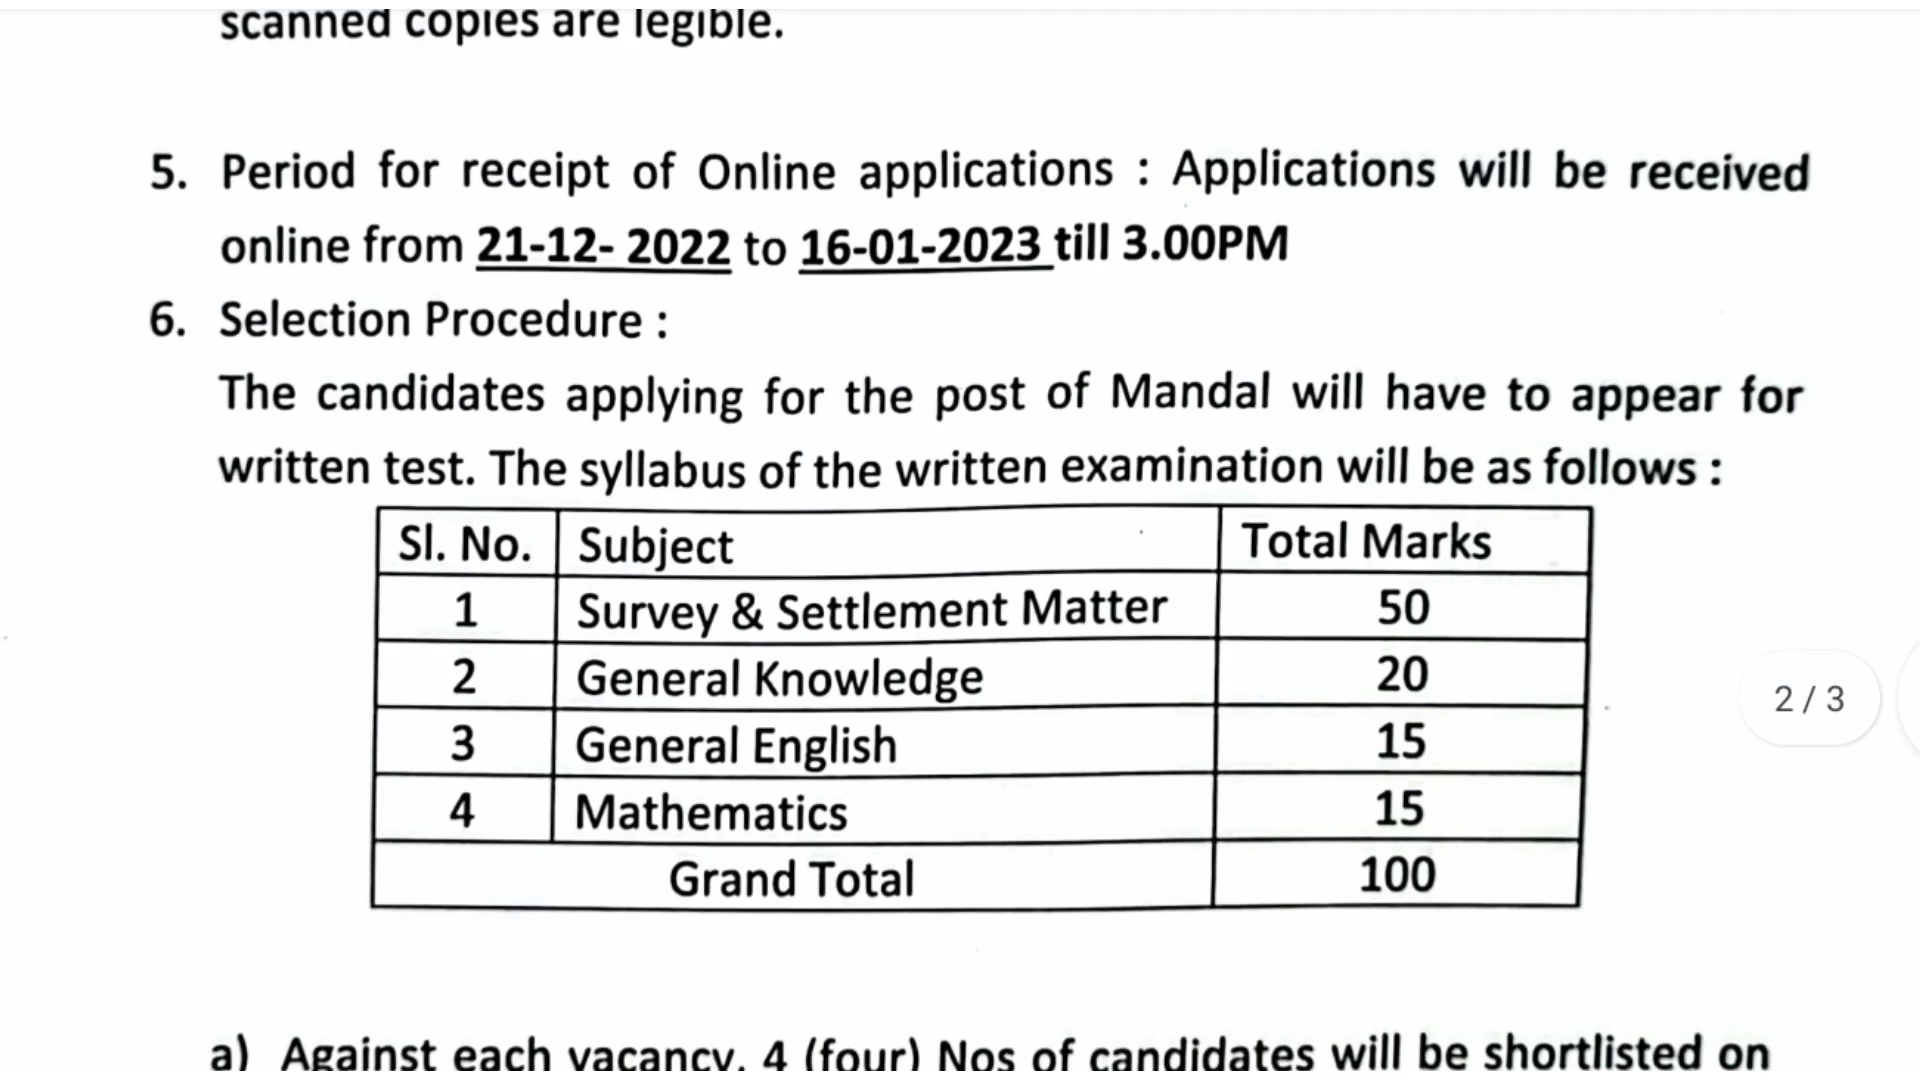 scanned copies are legible.
5. Period for receipt of Online applications : Applications will be received
online from 21-12- 2022 to 16-01-2023 till 3.00PM
6. Selection Procedure :
The candidates applying for the post of Mandal will have to appear for
written test. The syllabus of the written examination will be as follows :
Sl. No. Subject Total Marks
1 Survey & Settlement Matter 50
2 General Knowledge 20
3 General English 15
4 Mathematics 15
Grand Total 100
2 / 3
a) Against each vacancy, 4 (four) Nos of candidates will be shortlisted on